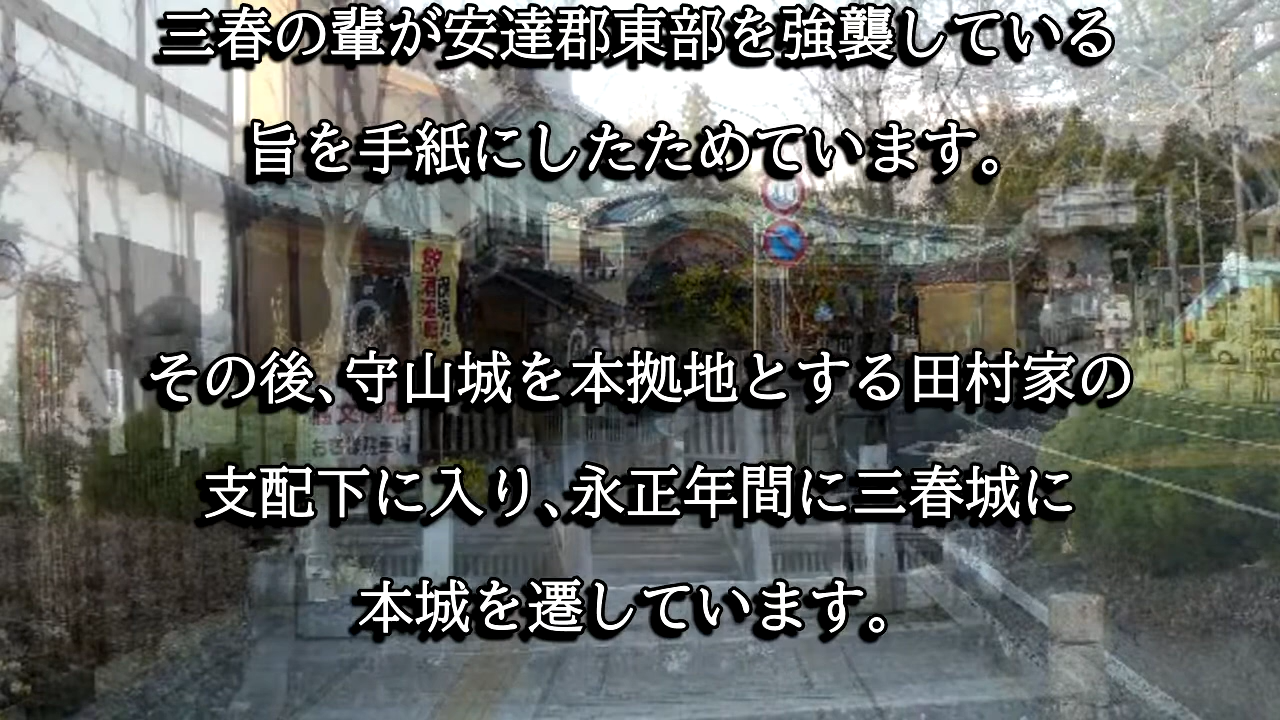 三春の輩が安達郡東部を強襲している
旨を手紙にしたためています。
その後、守山城を本拠地とする田村家の
支配下に入り、永正年間に三春城に
本城を遷しています。